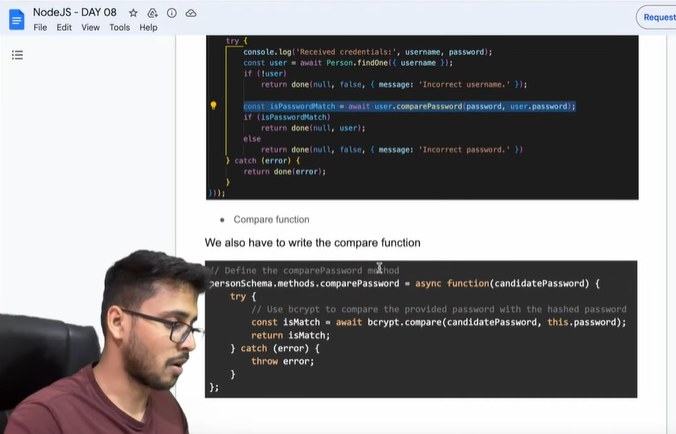 NodeJS - DAY 08
File Edit View Tools Help
Request
try {
console.log('Received credentials:', username, password);
const user = await Person.findOne({ username });
if (!user)
return done(null, false, { message: 'Incorrect username.' });
const isPasswordMatch = await user.comparePassword(password, user.password);
if (isPasswordMatch)
return done(null, user);
else
return done(null, false, { message: 'Incorrect password.' })
} catch (error) {
return done(error);
}
}));
● Compare function
We also have to write the compare function
// Define the comparePassword method
personSchema.methods.comparePassword = async function(candidatePassword) {
try {
// Use bcrypt to compare the provided password with the hashed password
const isMatch = await bcrypt.compare(candidatePassword, this.password);
return isMatch;
} catch (error) {
throw error;
}
};